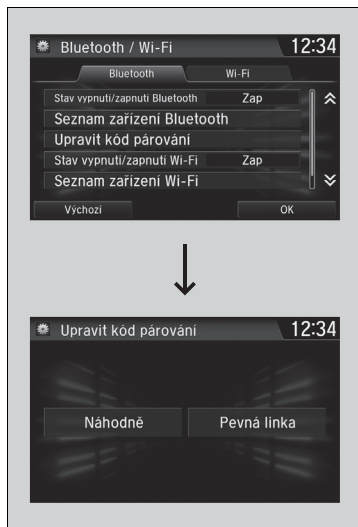 Bluetooth / Wi-Fi 12:34
Bluetooth Wi-Fi
Stav vypnutí/zapnutí Bluetooth Zap
Seznam zařízení Bluetooth
Upravit kód párování
Stav vypnutí/zapnutí Wi-Fi Zap
Seznam zařízení Wi-Fi
Výchozí OK
Upravit kód párování 12:34
Náhodně Pevná linka